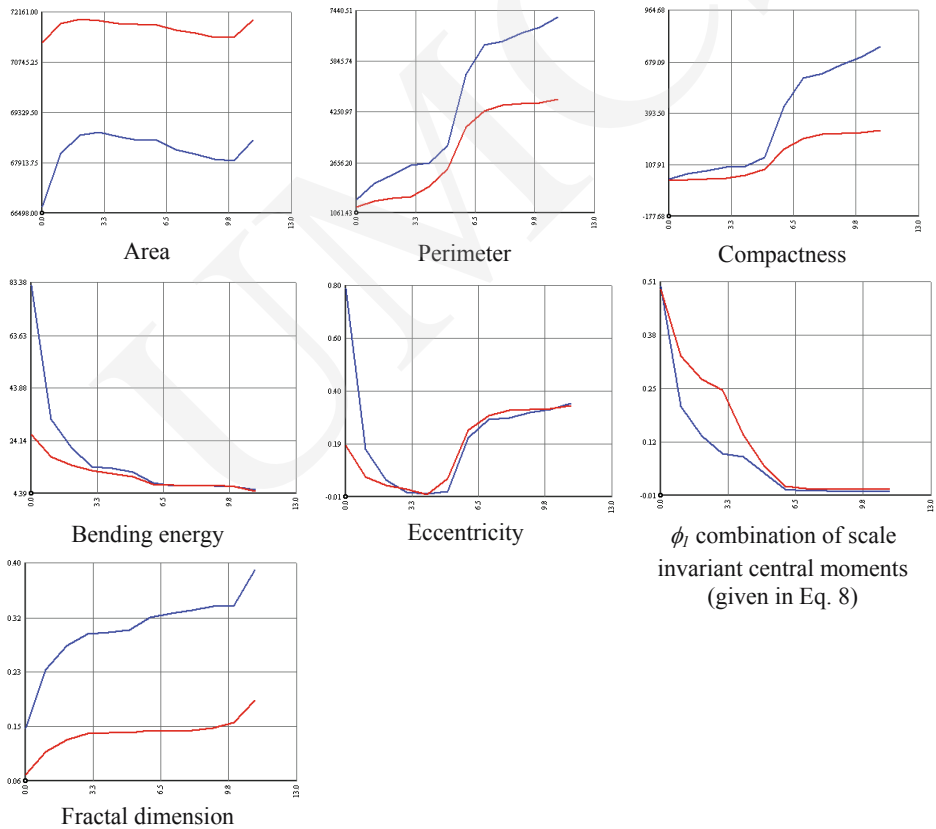 72161.00
70745.25
69329.50
67913.75
66498.00
0.0 3.3 6.5 9.8 13.0
Area
7440.51
5845.74
4250.97
2656.20
1061.43
0.0 3.3 6.5 9.8 13.0
Perimeter
964.68
679.09
393.50
107.91
-177.68
0.0 3.3 6.5 9.8 13.0
Compactness
83.38
63.63
43.88
24.14
4.39
0.0 3.3 6.5 9.8 13.0
Bending energy
0.80
0.60
0.40
0.19
-0.01
0.0 3.3 6.5 9.8 13.0
Eccentricity
0.51
0.38
0.25
0.12
-0.01
0.0 3.3 6.5 9.8 13.0
ϕ1 combination of scale
invariant central moments
(given in Eq. 8)
0.40
0.32
0.23
0.15
0.06
0.0 3.3 6.5 9.8 13.0
Fractal dimension